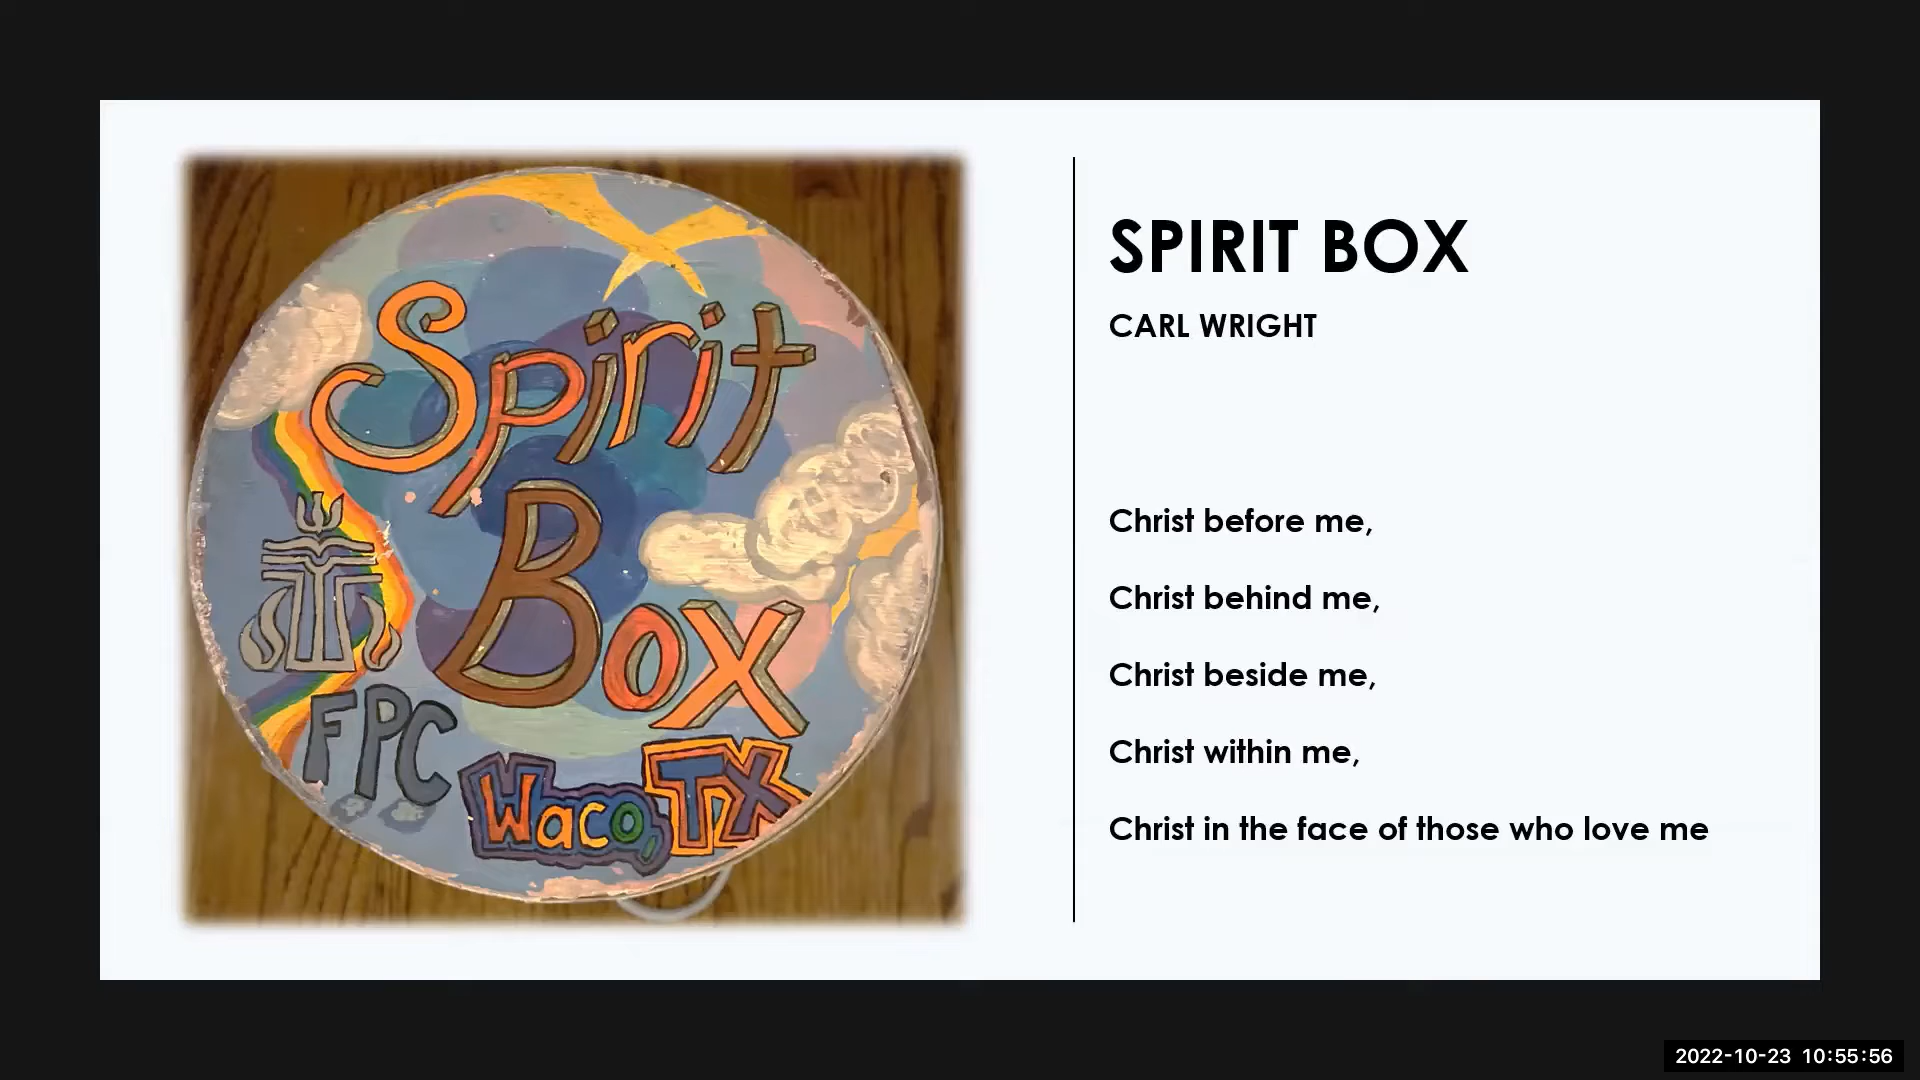 Spirit
Box
FPC
Waco, TX
SPIRIT BOX
CARL WRIGHT
Christ before me,
Christ behind me,
Christ beside me,
Christ within me,
Christ in the face of those who love me
2022-10-23 10:55:56